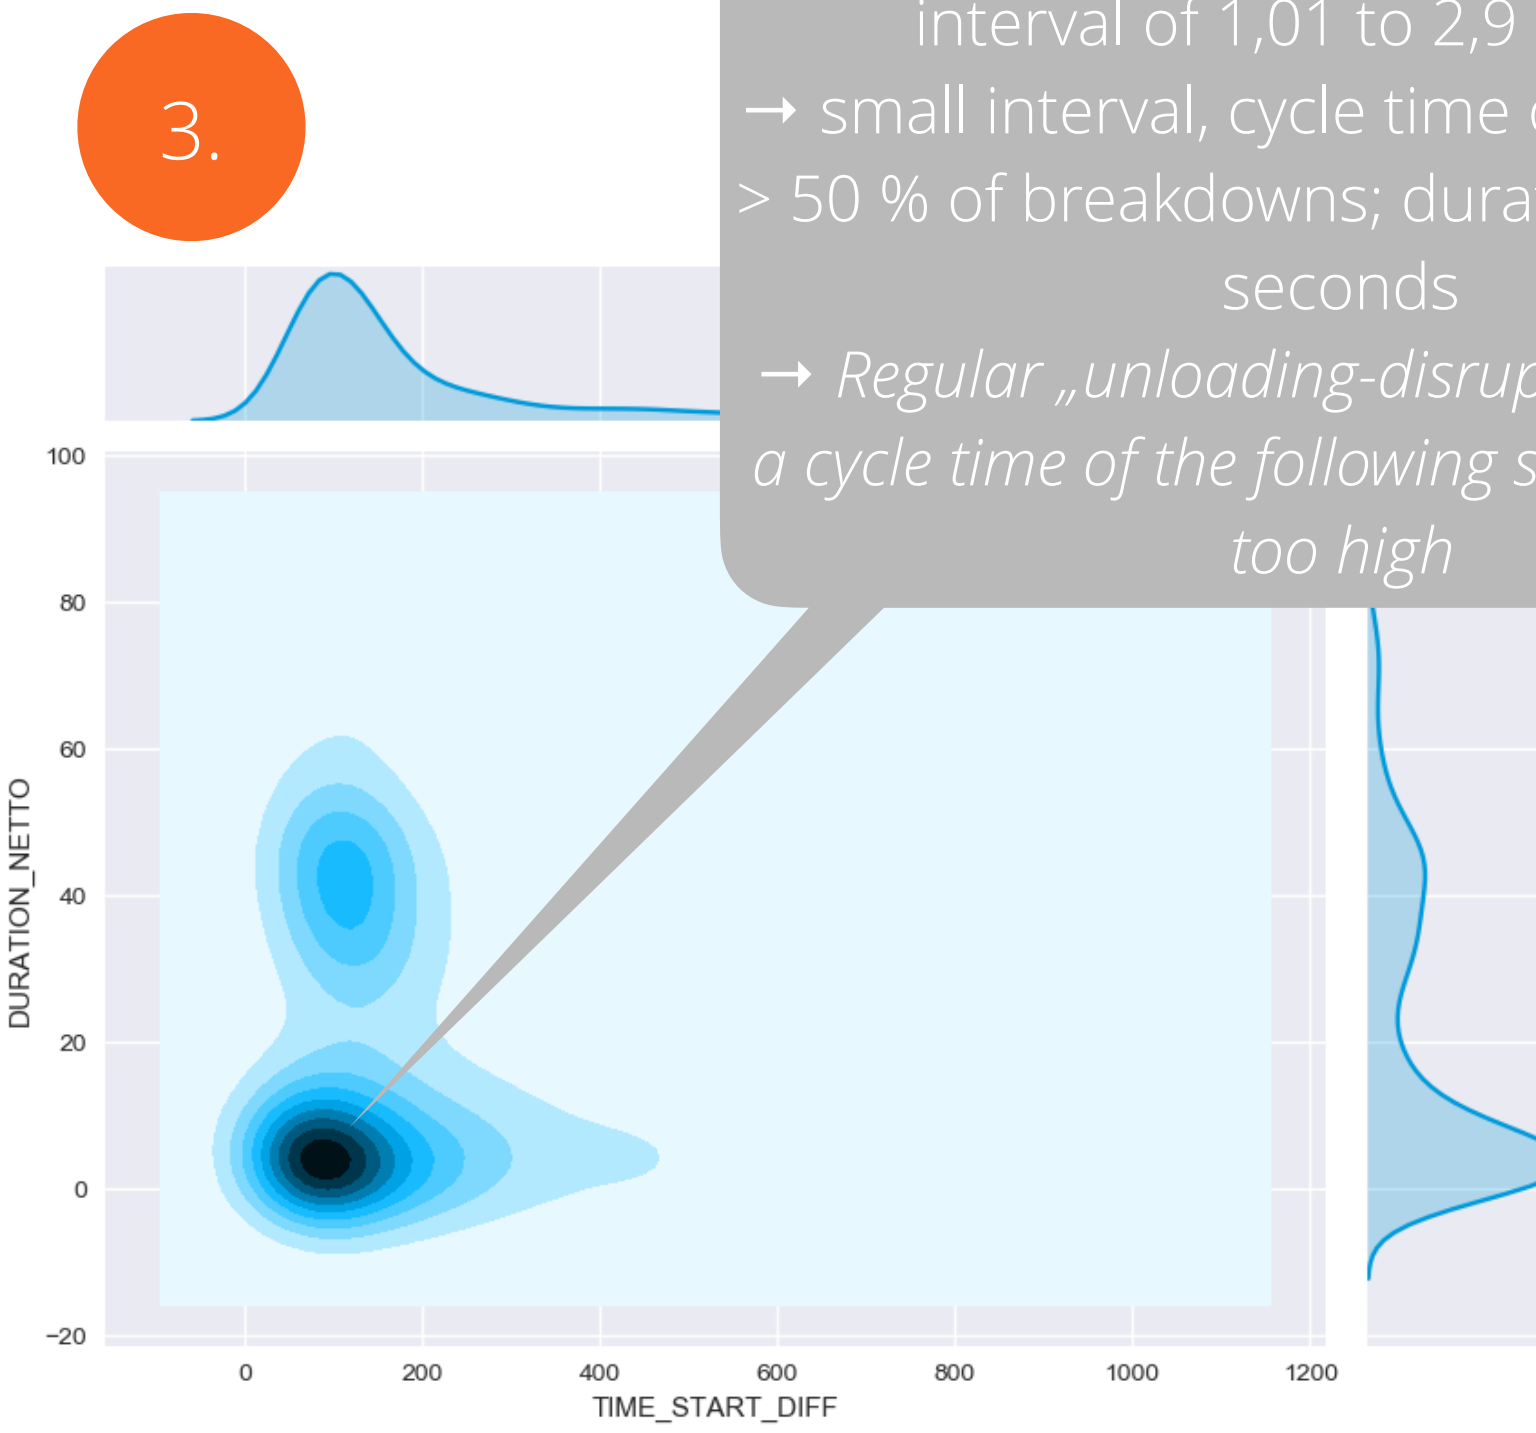 3.
interval of 1,01 to 2,9
→ small interval, cycle time
> 50 % of breakdowns;
seconds
→ Regular „unloading-
a cycle time of the following
too high
100
80
60
40
20
0
−20
DURATION_NETTO
0 200 400 600 800 1000 1200
TIME_START_DIFF